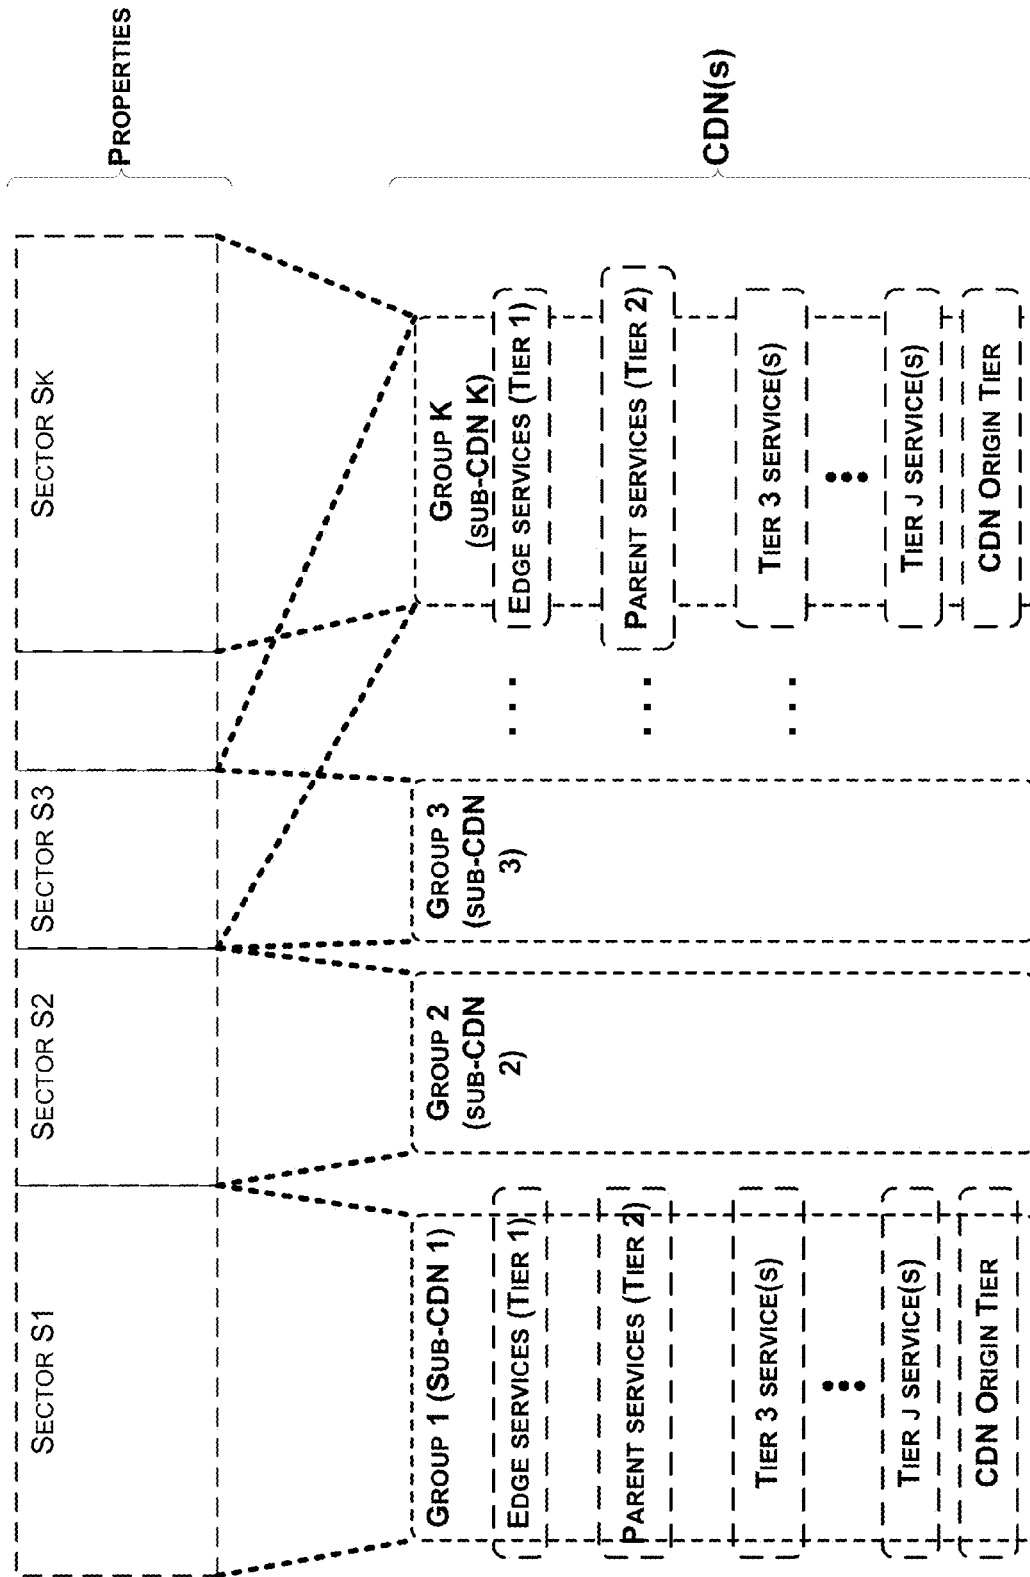 PROPERTIES
SECTOR S1
SECTOR S2
SECTOR S3
SECTOR SK
CDN(s)
GROUP 1 (SUB-CDN 1)
EDGE SERVICES (TIER 1)
PARENT SERVICES (TIER 2)
TIER 3 SERVICE(S)
•••
TIER J SERVICE(S)
CDN ORIGIN TIER
GROUP 2
(SUB-CDN
2)
GROUP 3
(SUB-CDN
3)
. . .
. . .
. . .
GROUP K
(SUB-CDN K)
EDGE SERVICES (TIER 1)
PARENT SERVICES (TIER 2)
TIER 3 SERVICE(S)
•••
TIER J SERVICE(S)
CDN ORIGIN TIER